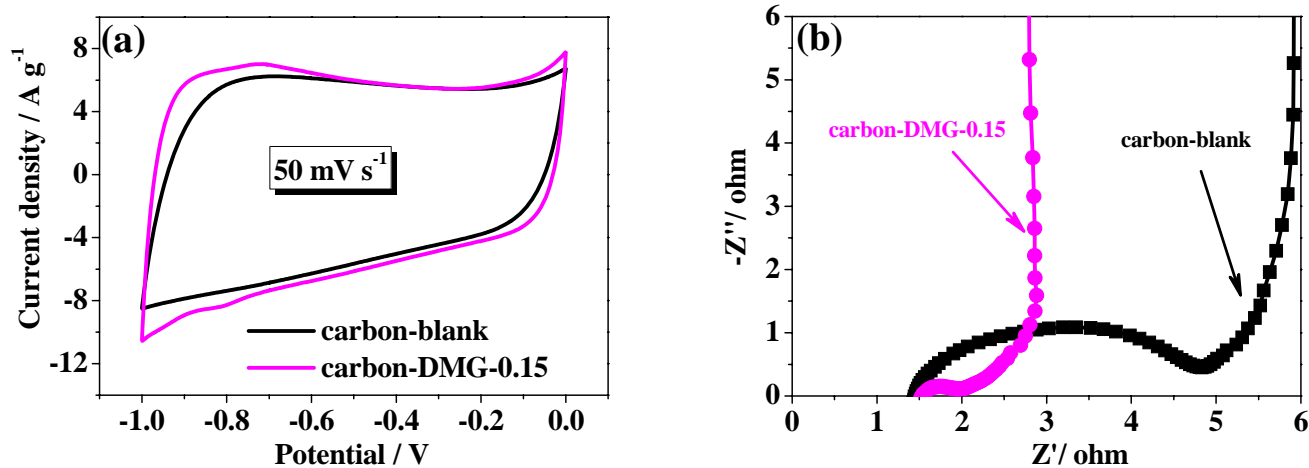 (a)
8
4
0
-4
-8
-12
Current density / A g-1
50 mV s-1
carbon-blank
carbon-DMG-0.15
-1.0 -0.8 -0.6 -0.4 -0.2 0.0
Potential / V
(b)
6
5
4
3
2
1
0
-Z''/ ohm
carbon-DMG-0.15
carbon-blank
0 1 2 3 4 5 6
Z'/ ohm